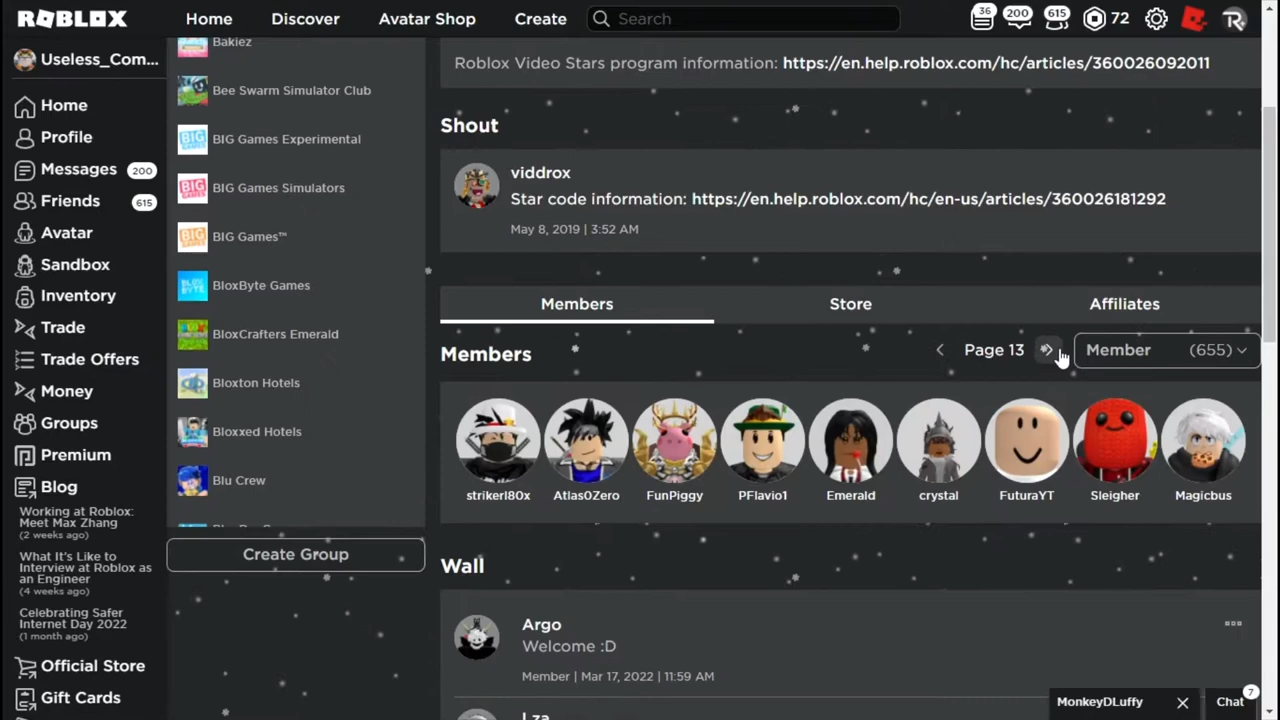 ROBLOX
Home
Discover
Avatar Shop
Create
Search
36
200
615
72
Useless_Com...
Home
Profile
Messages
200
Friends
615
Avatar
Sandbox
Inventory
Trade
Trade Offers
Money
Groups
Premium
Blog
Working at Roblox:
Meet Max Zhang
(2 weeks ago)
What It's Like to
Interview at Roblox as
an Engineer
(4 weeks ago)
Celebrating Safer
Internet Day 2022
(1 month ago)
Official Store
Gift Cards
Bakiez
Bee Swarm Simulator Club
BIG Games Experimental
BIG Games Simulators
BIG Games™
BloxByte Games
BloxCrafters Emerald
Bloxton Hotels
Bloxxed Hotels
Blu Crew
Create Group
Roblox Video Stars program information: https://en.help.roblox.com/hc/articles/360026092011
Shout
viddrox
Star code information: https://en.help.roblox.com/hc/en-us/articles/360026181292
May 8, 2019 | 3:52 AM
Members
Store
Affiliates
Members
Page 13
Member (655)
strikerl80x
Atlas0Zero
FunPiggy
PFlavio1
Emerald
crystal
FuturaYT
Sleigher
Magicbus
Wall
Argo
Welcome :D
Member | Mar 17, 2022 | 11:59 AM
Lza
MonkeyDLuffy
Chat
7